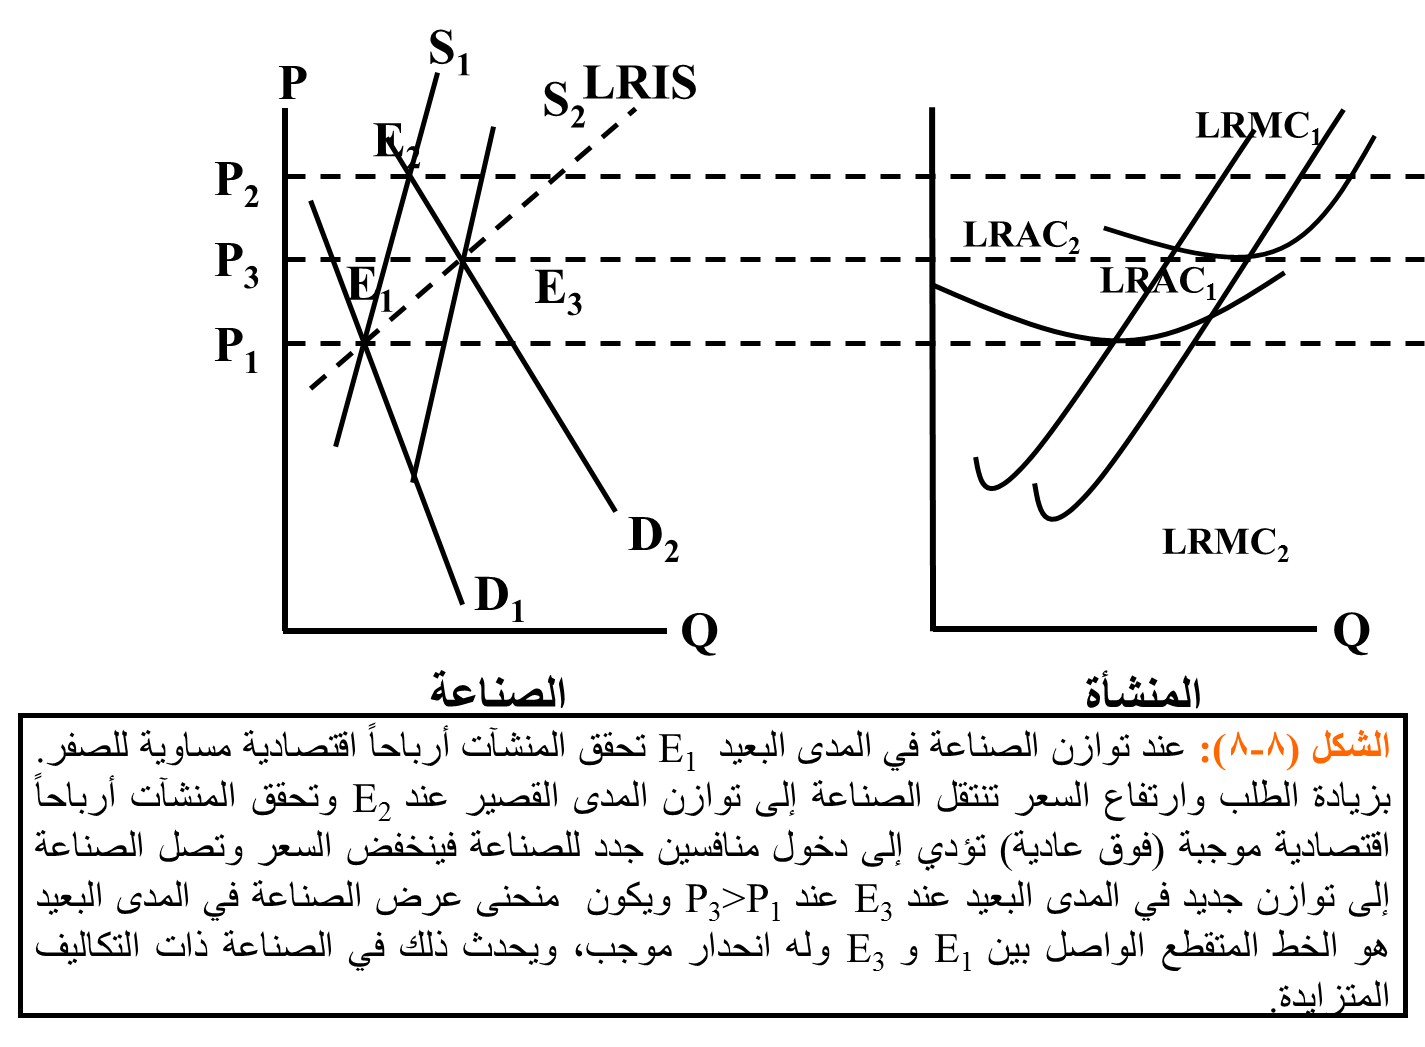 S1
P
S2
LRIS
E2
P2
P3
E1
E3
P1
D2
D1
Q
LRMC1
LRAC2
LRAC1
LRMC2
Q
الصناعة
المنشأة
الشكل (٨-٨): عند توازن الصناعة في المدى البعيد E1 تحقق المنشآت أرباحاً اقتصادية مساوية للصفر.
بزيادة الطلب وارتفاع السعر تنتقل الصناعة إلى توازن المدى القصير عند E2 وتحقق المنشآت أرباحاً
اقتصادية موجبة (فوق عادية) تؤدي إلى دخول منافسين جدد للصناعة فينخفض السعر وتصل الصناعة
إلى توازن جديد في المدى البعيد عند E3 عند P3>P1 ويكون منحنى عرض الصناعة في المدى البعيد
هو الخط المتقطع الواصل بين E1 و E3 وله انحدار موجب، ويحدث ذلك في الصناعة ذات التكاليف
المتزايدة.